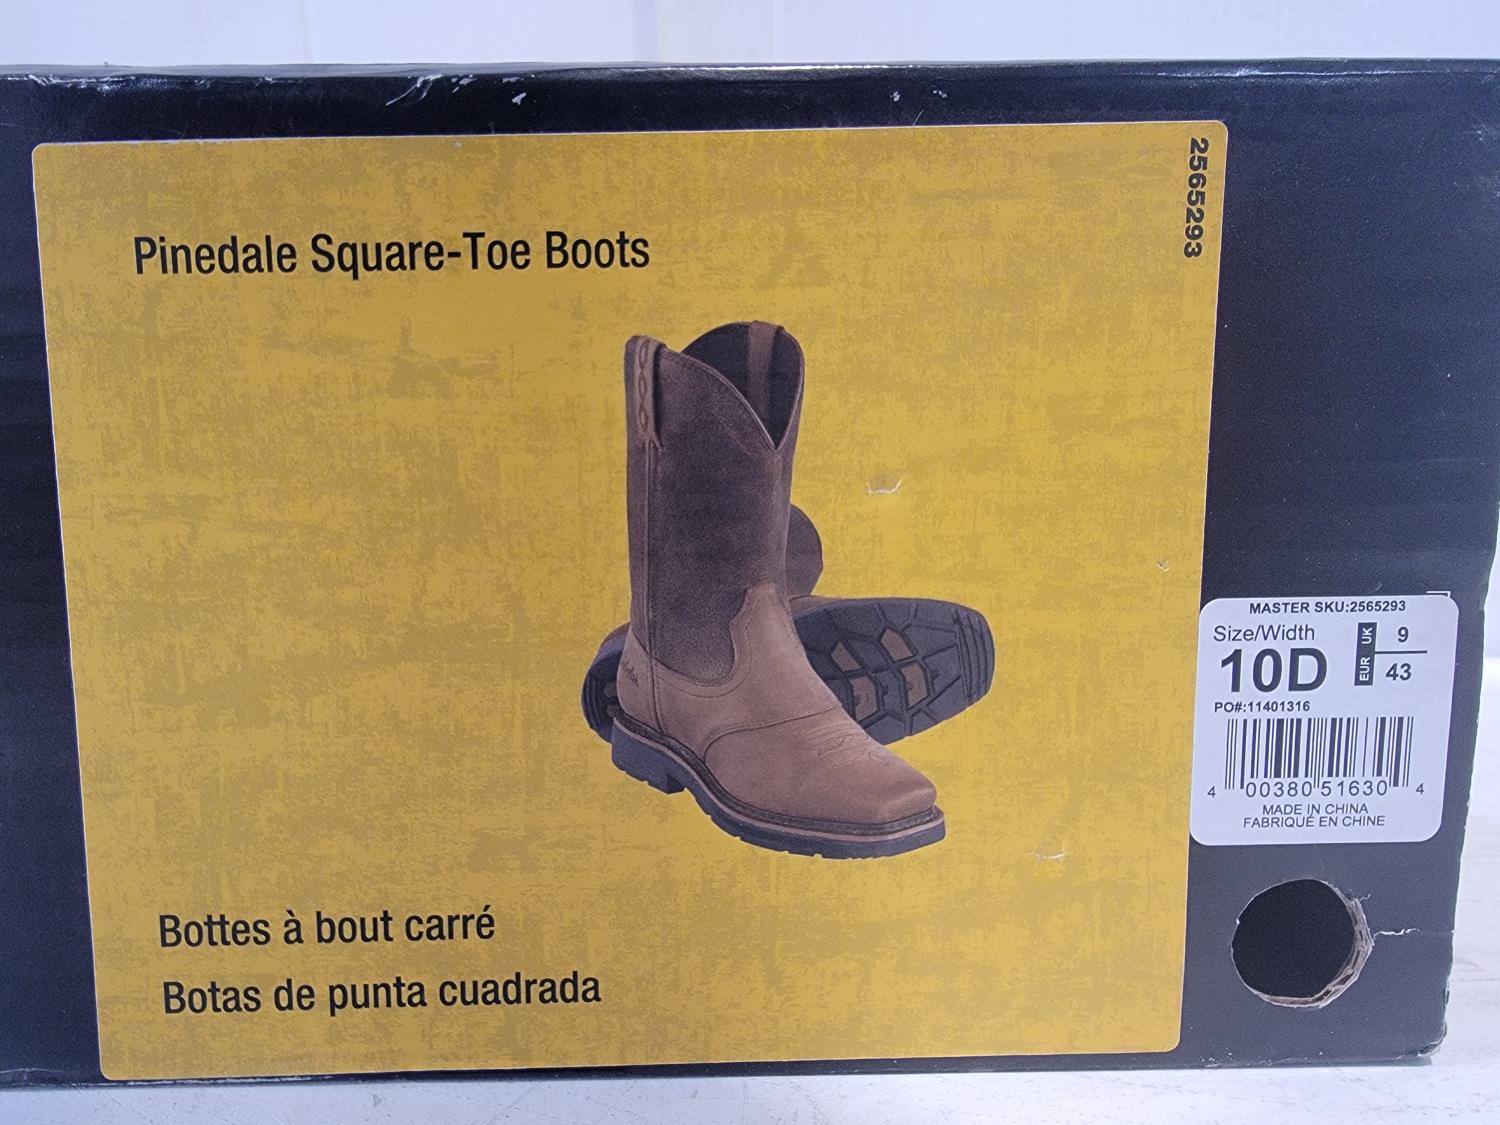 2565293
Pinedale Square-Toe Boots
Bottes à bout carré
Botas de punta cuadrada
MASTER SKU:2565293
Size/Width
10D
UK 9
EUR 43
PO#:11401316
4 00380 51630 4
MADE IN CHINA
FABRIQUÉ EN CHINE